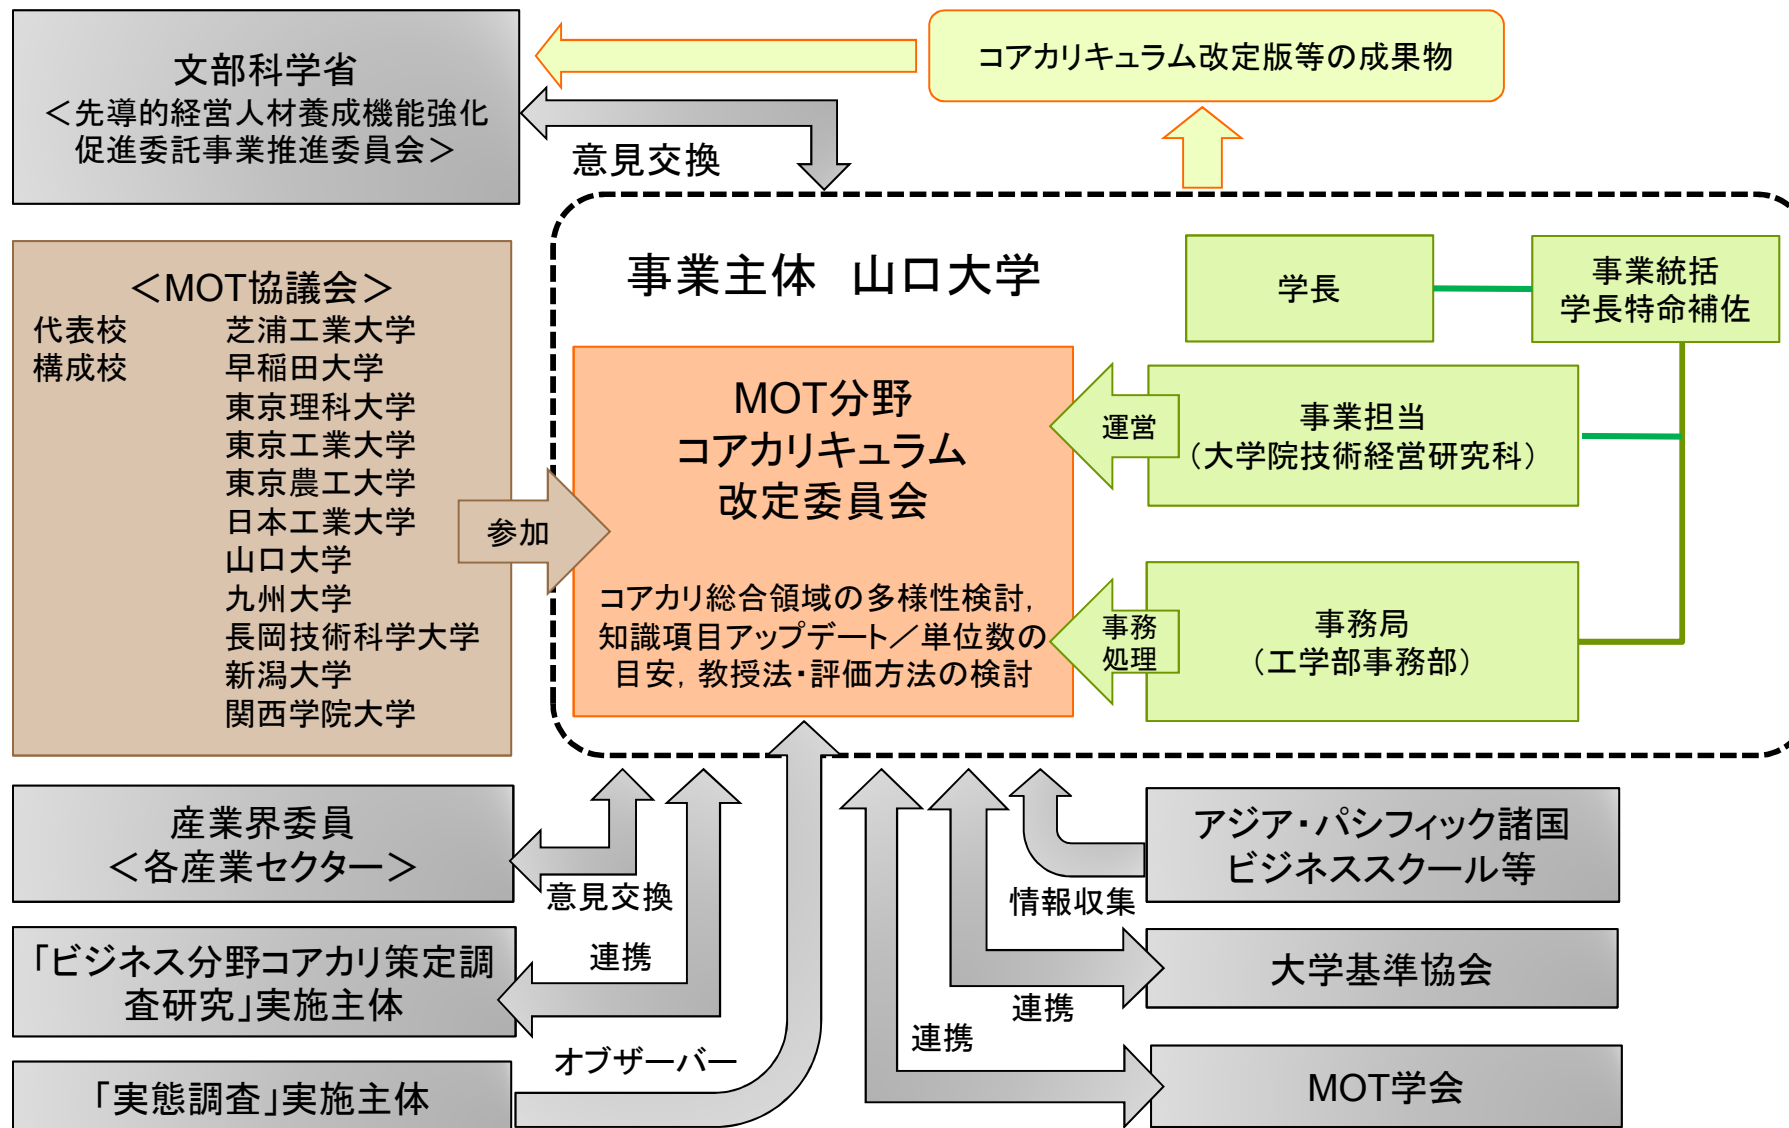 文部科学省
＜先導的経営人材養成機能強化
促進委託事業推進委員会＞
コアカリキュラム改定版等の成果物
意見交換
＜MOT協議会＞
代表校 芝浦工業大学
構成校 早稲田大学
東京理科大学
東京工業大学
東京農工大学
日本工業大学
山口大学
九州大学
長岡技術科学大学
新潟大学
関西学院大学
参加
事業主体 山口大学
学長
事業統括
学長特命補佐
MOT分野
コアカリキュラム
改定委員会
コアカリ総合領域の多様性検討,
知識項目アップデート／単位数の
目安, 教授法・評価方法の検討
運営
事業担当
（大学院技術経営研究科）
事務
処理
事務局
（工学部事務部）
産業界委員
＜各産業セクター＞
意見交換
「ビジネス分野コアカリ策定調
査研究」実施主体
連携
「実態調査」実施主体
オブザーバー
アジア・パシフィック諸国
ビジネススクール等
情報収集
大学基準協会
連携
MOT学会
連携